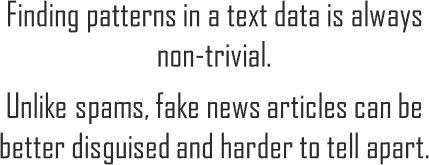 Finding patterns in a text data is always
non-trivial.
Unlike spams, fake news articles can be
better disguised and harder to tell apart.